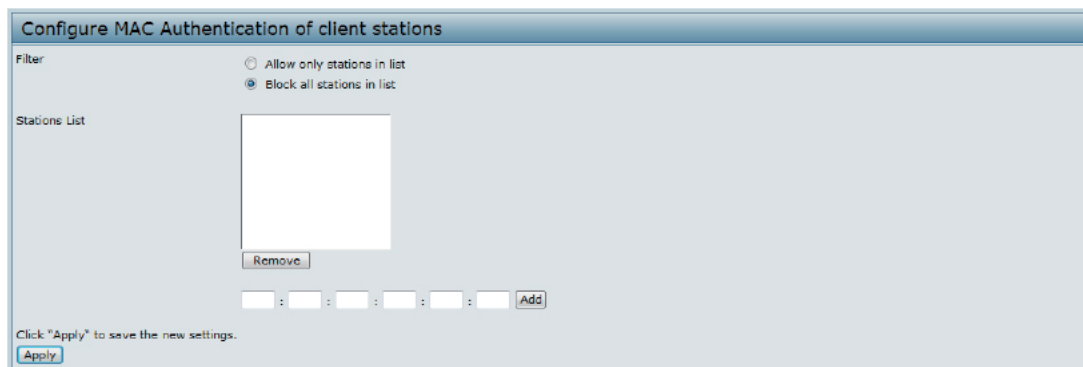 Configure MAC Authentication of client stations
Filter
Allow only stations in list
Block all stations in list
Stations List
Remove
: : : : : Add
Click "Apply" to save the new settings.
Apply